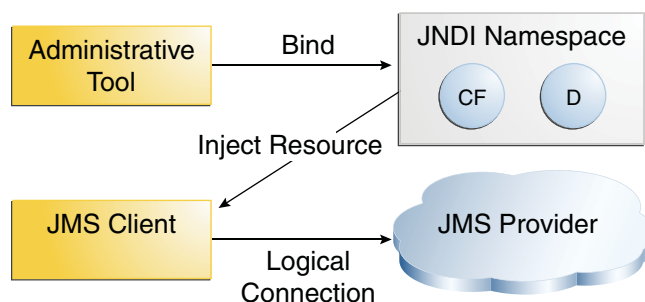 Administrative
Tool
Bind
JNDI Namespace
CF
D
Inject Resource
JMS Client
JMS Provider
Logical
Connection